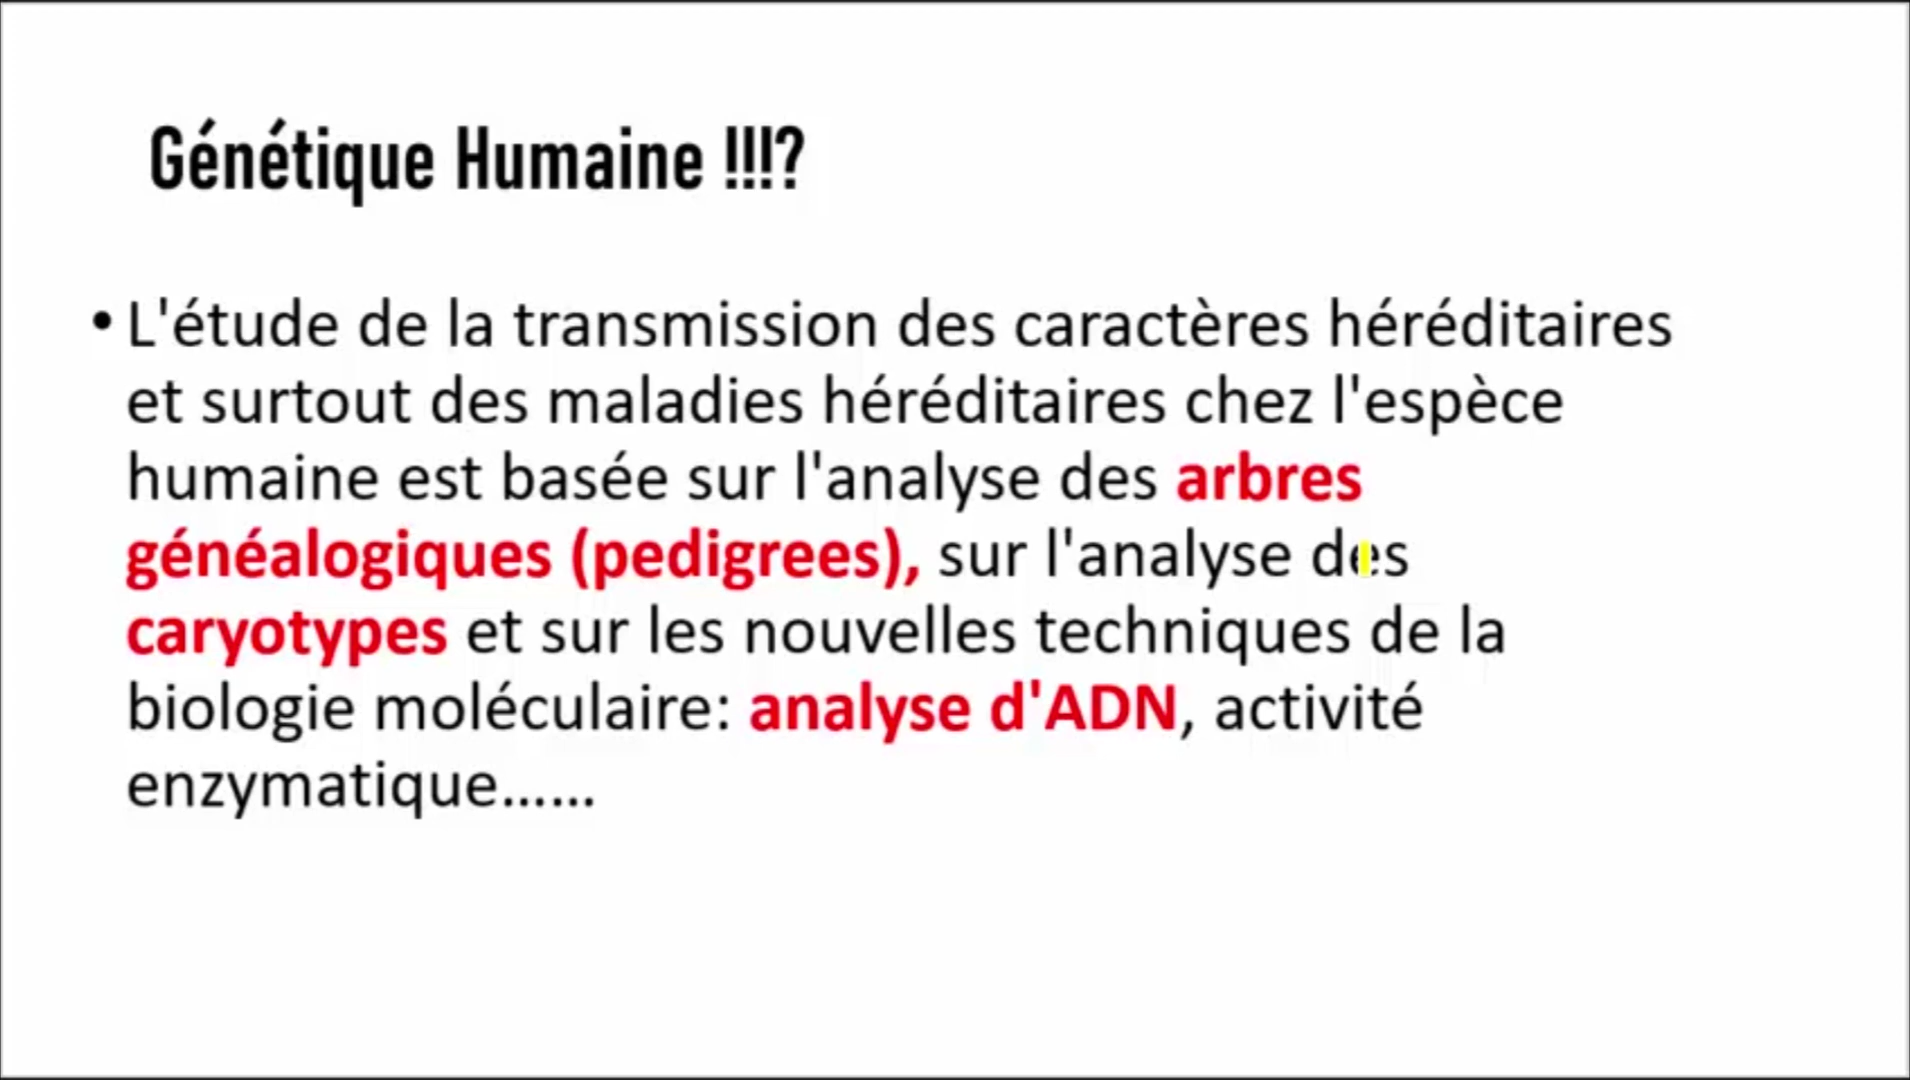 Génétique Humaine !!!?
• L'étude de la transmission des caractères héréditaires
et surtout des maladies héréditaires chez l'espèce
humaine est basée sur l'analyse des arbres
généalogiques (pedigrees), sur l'analyse des
caryotypes et sur les nouvelles techniques de la
biologie moléculaire: analyse d'ADN, activité
enzymatique......